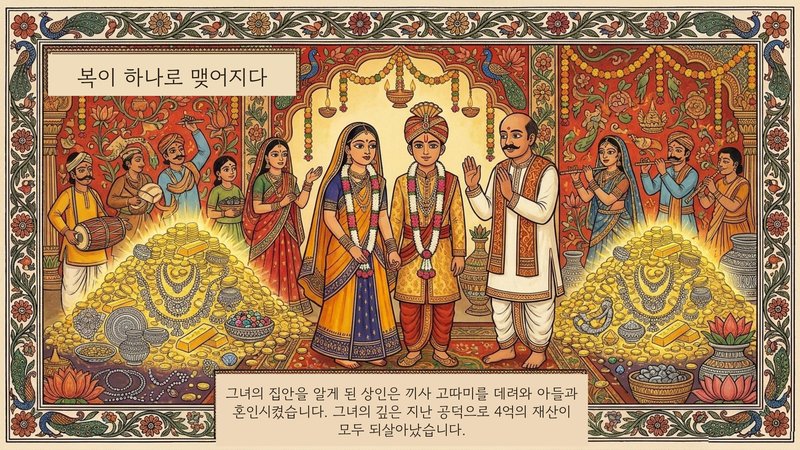 복이 하나로 맺어지다
그녀의 집안을 알게 된 상인은 끼사 고따미를 데려와 아들과
혼인시켰습니다. 그녀의 깊은 지난 공덕으로 4억의 재산이
모두 되살아났습니다.